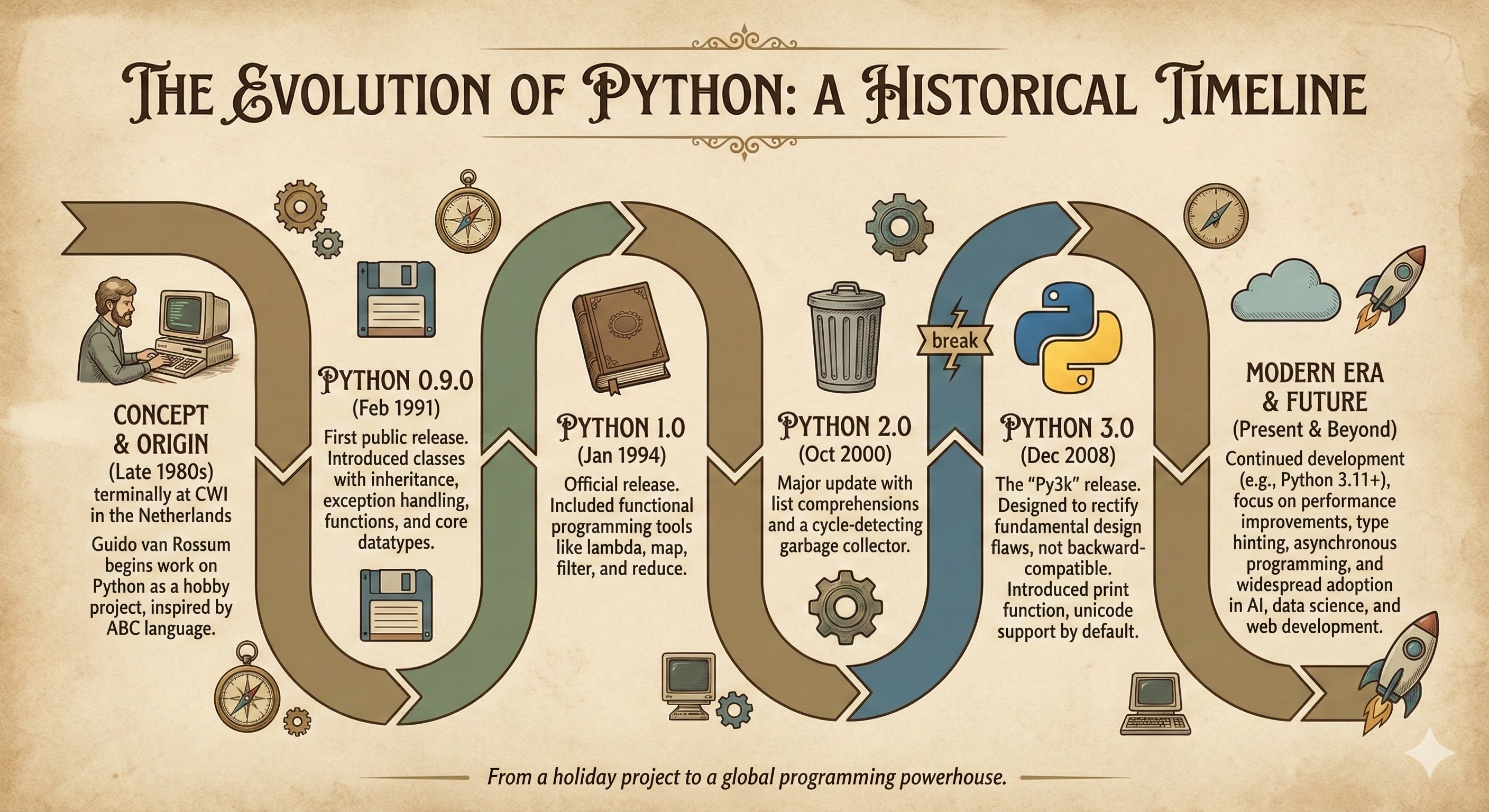 THE EVOLUTION OF PYTHON: A HISTORICAL TIMELINE
CONCEPT
& ORIGIN
(Late 1980s)
terminally at CWI
in the Netherlands
Guido van Rossum
begins work on
Python as a hobby
project, inspired by
ABC language.
PYTHON 0.9.0
(Feb 1991)
First public release.
Introduced classes
with inheritance,
exception handling,
functions, and core
datatypes.
PYTHON 1.0
(Jan 1994)
Official release.
Included functional
programming tools
like lambda, map,
filter, and reduce.
PYTHON 2.0
(Oct 2000)
Major update with
list comprehensions
and a cycle-detecting
garbage collector.
break
PYTHON 3.0
(Dec 2008)
The “Py3k” release.
Designed to rectify
fundamental design
flaws, not backward-
compatible.
Introduced print
function, unicode
support by default.
MODERN ERA
& FUTURE
(Present & Beyond)
Continued development
(e.g., Python 3.11+),
focus on performance
improvements, type
hinting, asynchronous
programming, and
widespread adoption
in AI, data science, and
web development.
From a holiday project to a global programming powerhouse.